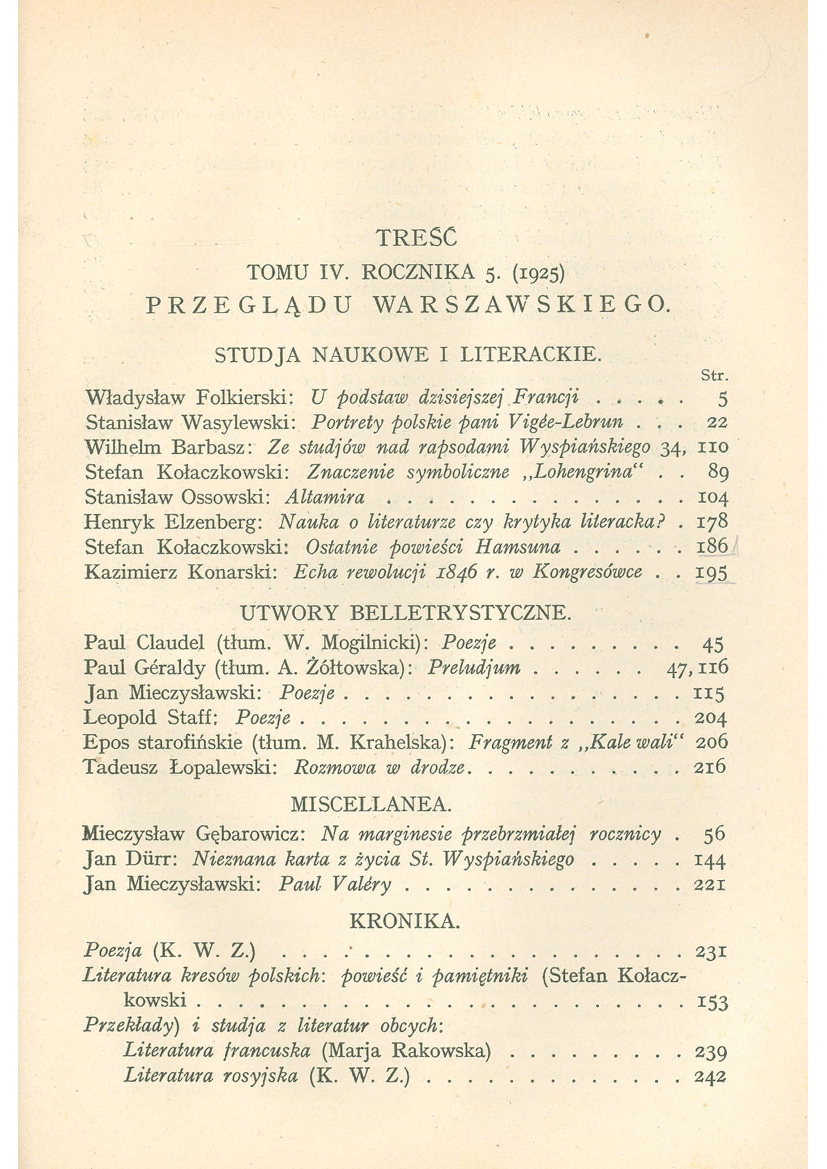 TREŚĆ
TOMU IV. ROCZNIKA 5. (1925)
PRZEGLĄDU WARSZAWSKIEGO.
STUDJA NAUKOWE I LITERACKIE.
Str.
Władysław Folkierski: U podstaw dzisiejszej Francji . . . . . 5
Stanisław Wasylewski: Portrety polskie pani Vigée-Lebrun . . . 22
Wilhelm Barbasz: Ze studjów nad rapsodami Wyspiańskiego 34, 110
Stefan Kołaczkowski: Znaczenie symboliczne „Lohengrina“ . . 89
Stanisław Ossowski: Altamira . . . . . . . . . . . . . . . 104
Henryk Elzenberg: Nauka o literaturze czy krytyka literacka? . 178
Stefan Kołaczkowski: Ostatnie powieści Hamsuna . . . . . . 186
Kazimierz Konarski: Echa rewolucji 1846 r. w Kongresówce . . 195
UTWORY BELLETRYSTYCZNE.
Paul Claudel (tłum. W. Mogilnicki): Poezje . . . . . . . . . 45
Paul Géraldy (tłum. A. Żółtowska): Preludjum . . . . . . 47, 116
Jan Mieczysławski: Poezje . . . . . . . . . . . . . . . . . 115
Leopold Staff: Poezje . . . . . . . . . . . . . . . . . . . 204
Epos starofińskie (tłum. M. Krahelska): Fragment z „Kale wali“ 206
Tadeusz Łopalewski: Rozmowa w drodze. . . . . . . . . . . 216
MISCELLANEA.
Mieczysław Gębarowicz: Na marginesie przebrzmiałej rocznicy . 56
Jan Dürr: Nieznana karta z życia St. Wyspiańskiego . . . . . 144
Jan Mieczysławski: Paul Valéry . . . . . . . . . . . . . . 221
KRONIKA.
Poezja (K. W. Z.) . . . . . . . . . . . . . . . . . . . . 231
Literatura kresów polskich: powieść i pamiętniki (Stefan Kołacz-
kowski . . . . . . . . . . . . . . . . . . . . . . . 153
Przekłady) i studja z literatur obcych:
Literatura francuska (Marja Rakowska) . . . . . . . . . 239
Literatura rosyjska (K. W. Z.) . . . . . . . . . . . . . 242